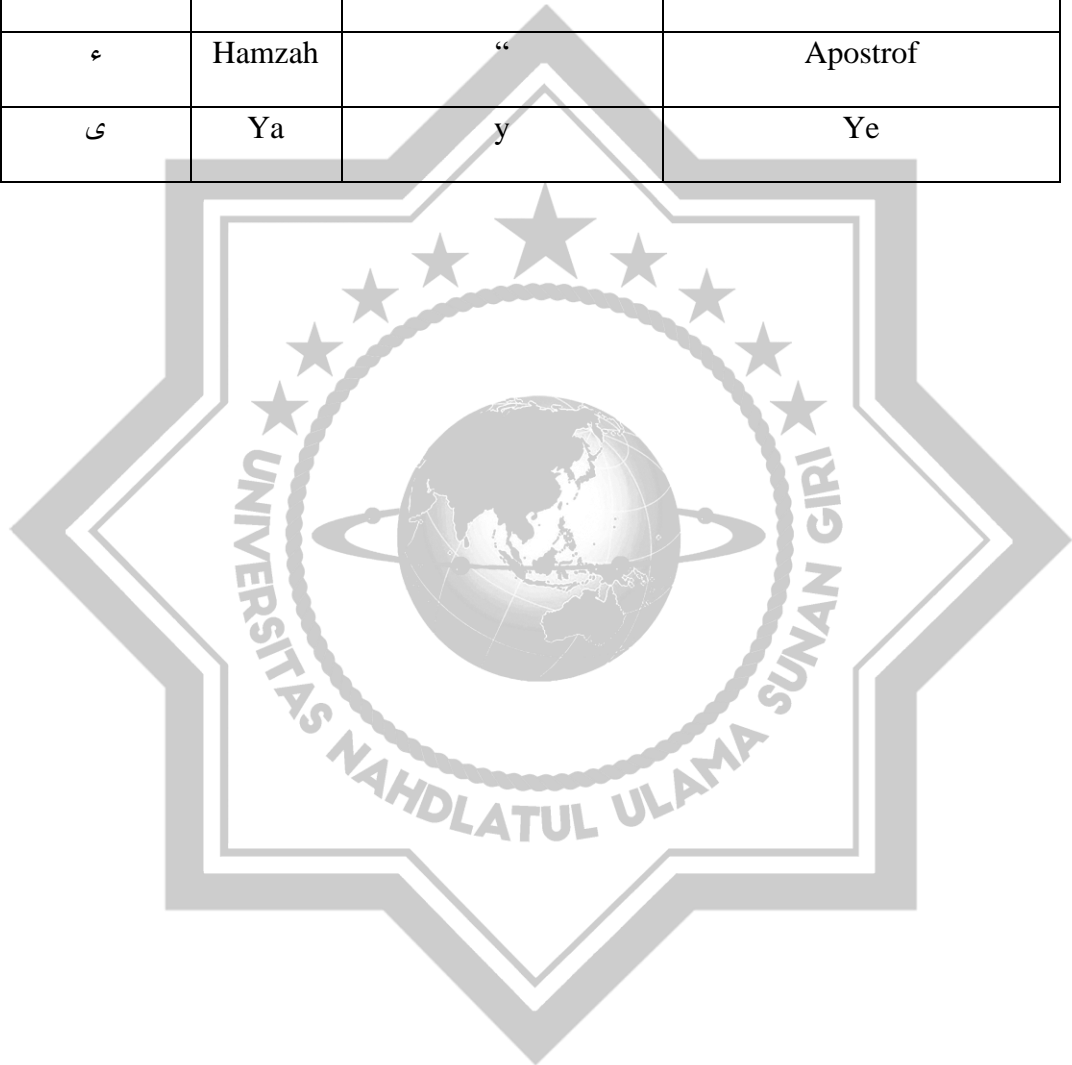 ء Hamzah “ Apostrof
ى Ya y Ye
UNIVERSITAS NAHDLATUL ULAMA SUNAN GIRI